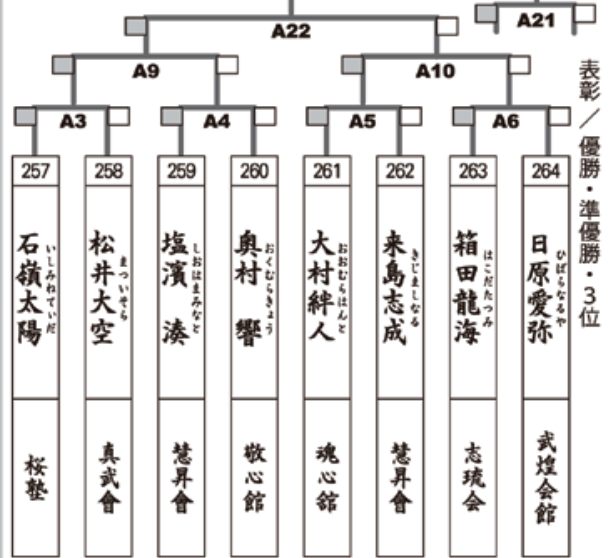 A21
A22
A9
A10
A3
A4
A5
A6
表彰／優勝・準優勝・3位
257
石嶺太陽
いしみねてぃだ
桜塾
258
松井大空
まついそら
真武會
259
塩濱 湊
しおはまみなと
慧昇會
260
奥村 響
おくむらきょう
敬心館
261
大村絆人
おおむらはんと
魂心舘
262
来島志成
きじましなる
慧昇會
263
箱田龍海
はこだたつみ
志琉会
264
日原愛弥
ひばらなるや
武煌会館